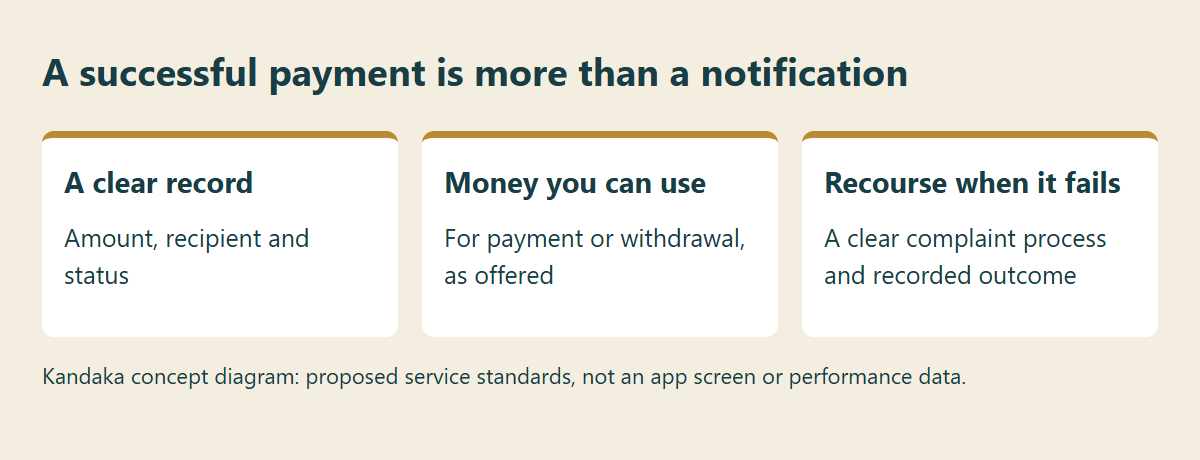 A successful payment is more than a notification
A clear record
Amount, recipient and
status
Money you can use
For payment or withdrawal,
as offered
Recourse when it fails
A clear complaint process
and recorded outcome
Kandaka concept diagram: proposed service standards, not an app screen or performance data.